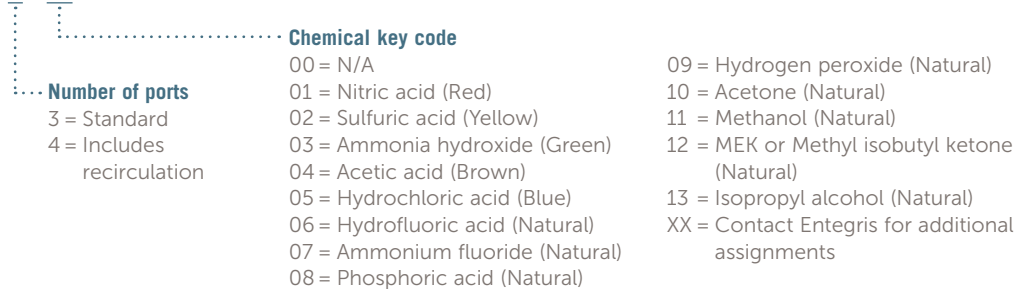 Number of ports
3 = Standard
4 = Includes
recirculation
Chemical key code
00 = N/A
01 = Nitric acid (Red)
02 = Sulfuric acid (Yellow)
03 = Ammonia hydroxide (Green)
04 = Acetic acid (Brown)
05 = Hydrochloric acid (Blue)
06 = Hydrofluoric acid (Natural)
07 = Ammonium fluoride (Natural)
08 = Phosphoric acid (Natural)
09 = Hydrogen peroxide (Natural)
10 = Acetone (Natural)
11 = Methanol (Natural)
12 = MEK or Methyl isobutyl ketone
(Natural)
13 = Isopropyl alcohol (Natural)
XX = Contact Entegris for additional
assignments